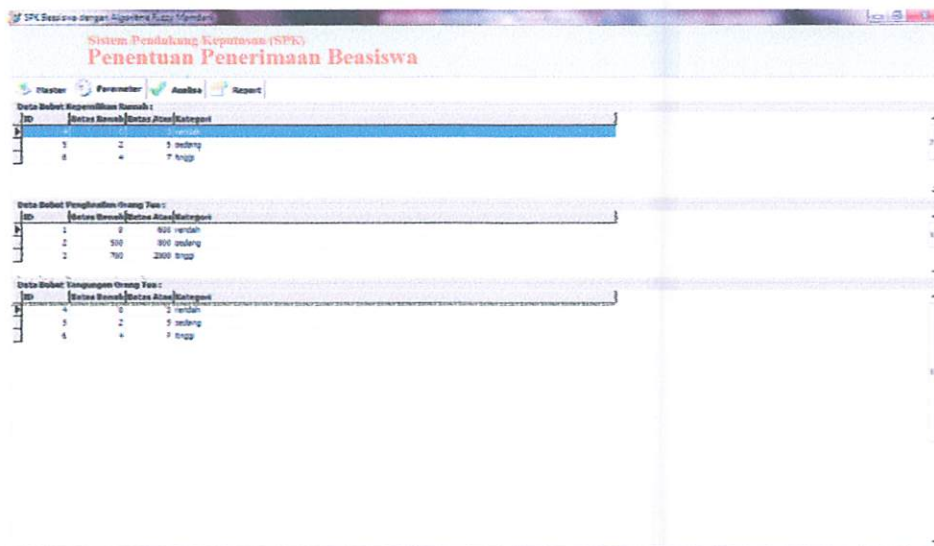 SPK Beasiswa dengan Algoritma Fuzzy Mamdani
Sistem Pendukung Keputusan (SPK)
Penentuan Penerimaan Beasiswa
Master Parameter Analisa Report
Data Bobot Kepemilikan Rumah :
ID Batas Bawah Batas Atas Kategori
4 rendah
5 2 5 sedang
6 4 7 tinggi
Data Bobot Penghasilan Orang Tua :
ID Batas Bawah Batas Atas Kategori
1 0 600 rendah
2 500 800 sedang
3 700 2000 tinggi
Data Bobot Tangungan Orang Tua :
ID Batas Bawah Batas Atas Kategori
4 0 3 rendah
5 2 5 sedang
6 4 tinggi